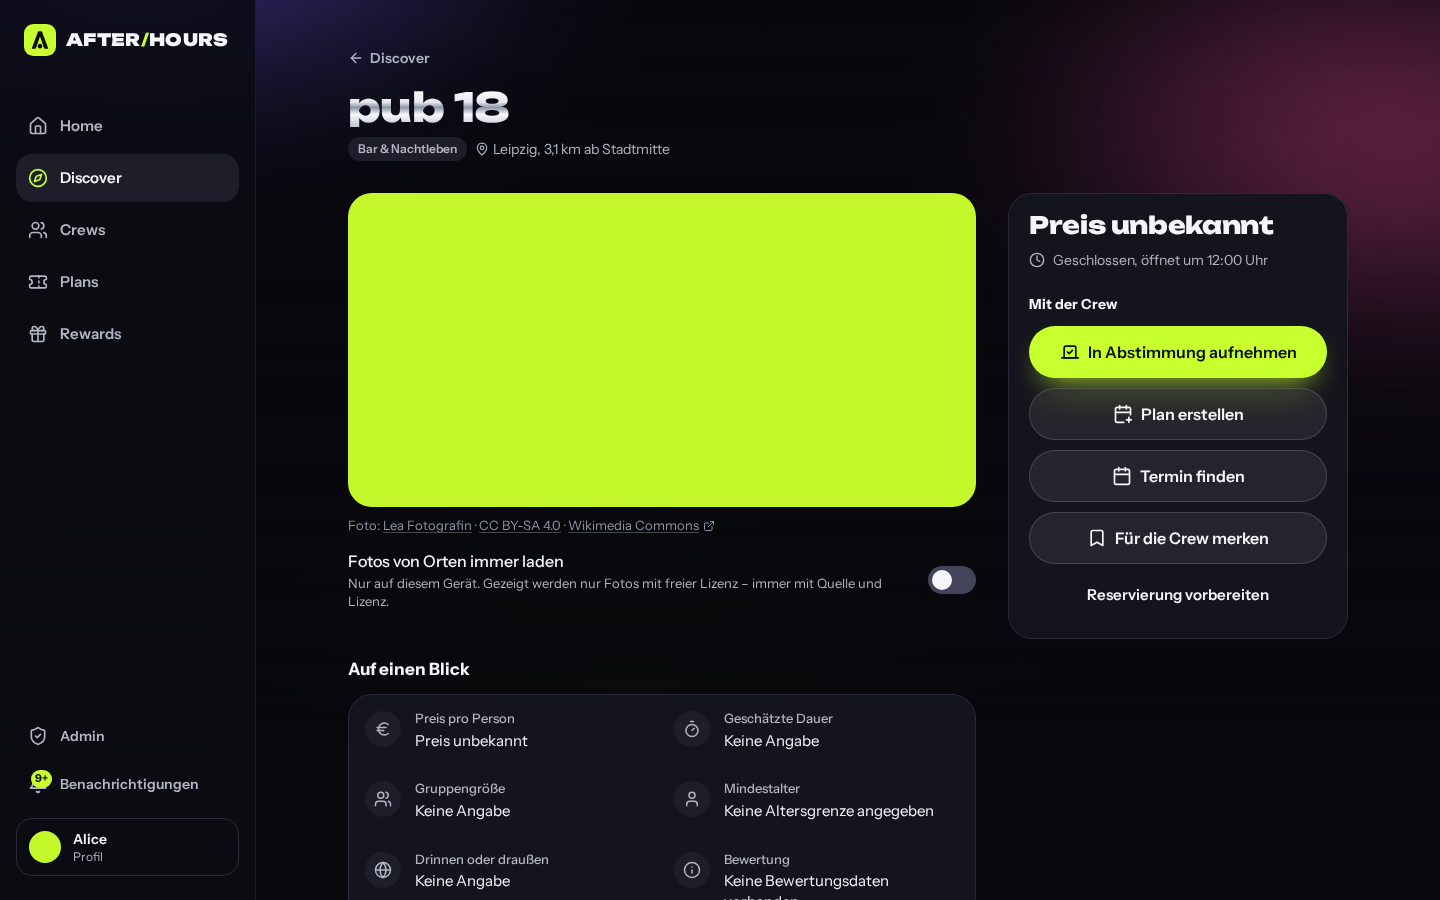 AFTER/HOURS
Home
Discover
Crews
Plans
Rewards
Admin
9+
Benachrichtigungen
Alice
Profil
Discover
pub 18
Bar & Nachtleben
Leipzig, 3,1 km ab Stadtmitte
Foto: Lea Fotografin · CC BY-SA 4.0 · Wikimedia Commons
Fotos von Orten immer laden
Nur auf diesem Gerät. Gezeigt werden nur Fotos mit freier Lizenz – immer mit Quelle und
Lizenz.
Auf einen Blick
Preis pro Person
Preis unbekannt
Geschätzte Dauer
Keine Angabe
Gruppengröße
Keine Angabe
Mindestalter
Keine Altersgrenze angegeben
Drinnen oder draußen
Keine Angabe
Bewertung
Keine Bewertungsdaten
vorhanden
Preis unbekannt
Geschlossen, öffnet um 12:00 Uhr
Mit der Crew
In Abstimmung aufnehmen
Plan erstellen
Termin finden
Für die Crew merken
Reservierung vorbereiten